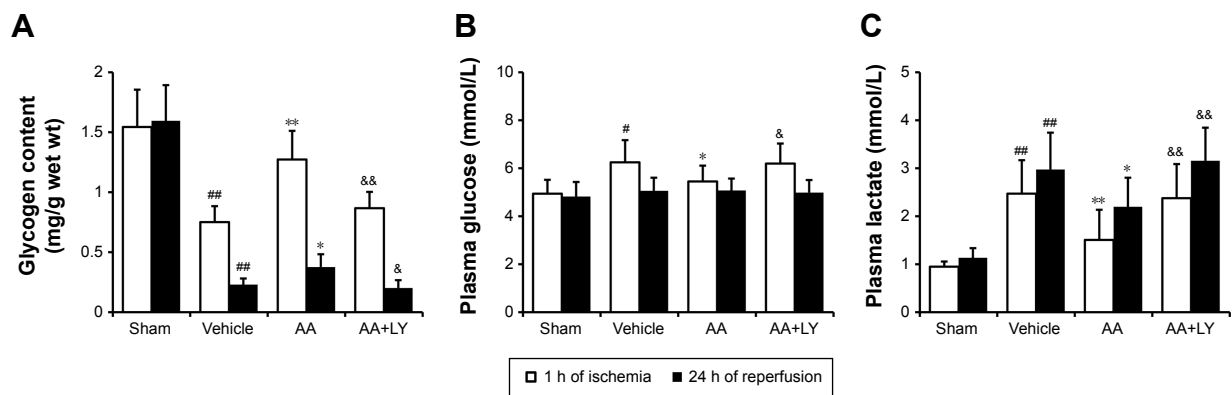 A
Glycogen content
(mg/g wet wt)
2
1.5
1
0.5
0
##
##
**
*
&&
&
Sham
Vehicle
AA
AA+LY
B
Plasma glucose (mmol/L)
10
8
6
4
2
0
#
*
&
Sham
Vehicle
AA
AA+LY
C
Plasma lactate (mmol/L)
5
4
3
2
1
0
##
##
**
*
&&
&&
Sham
Vehicle
AA
AA+LY
1 h of ischemia
24 h of reperfusion